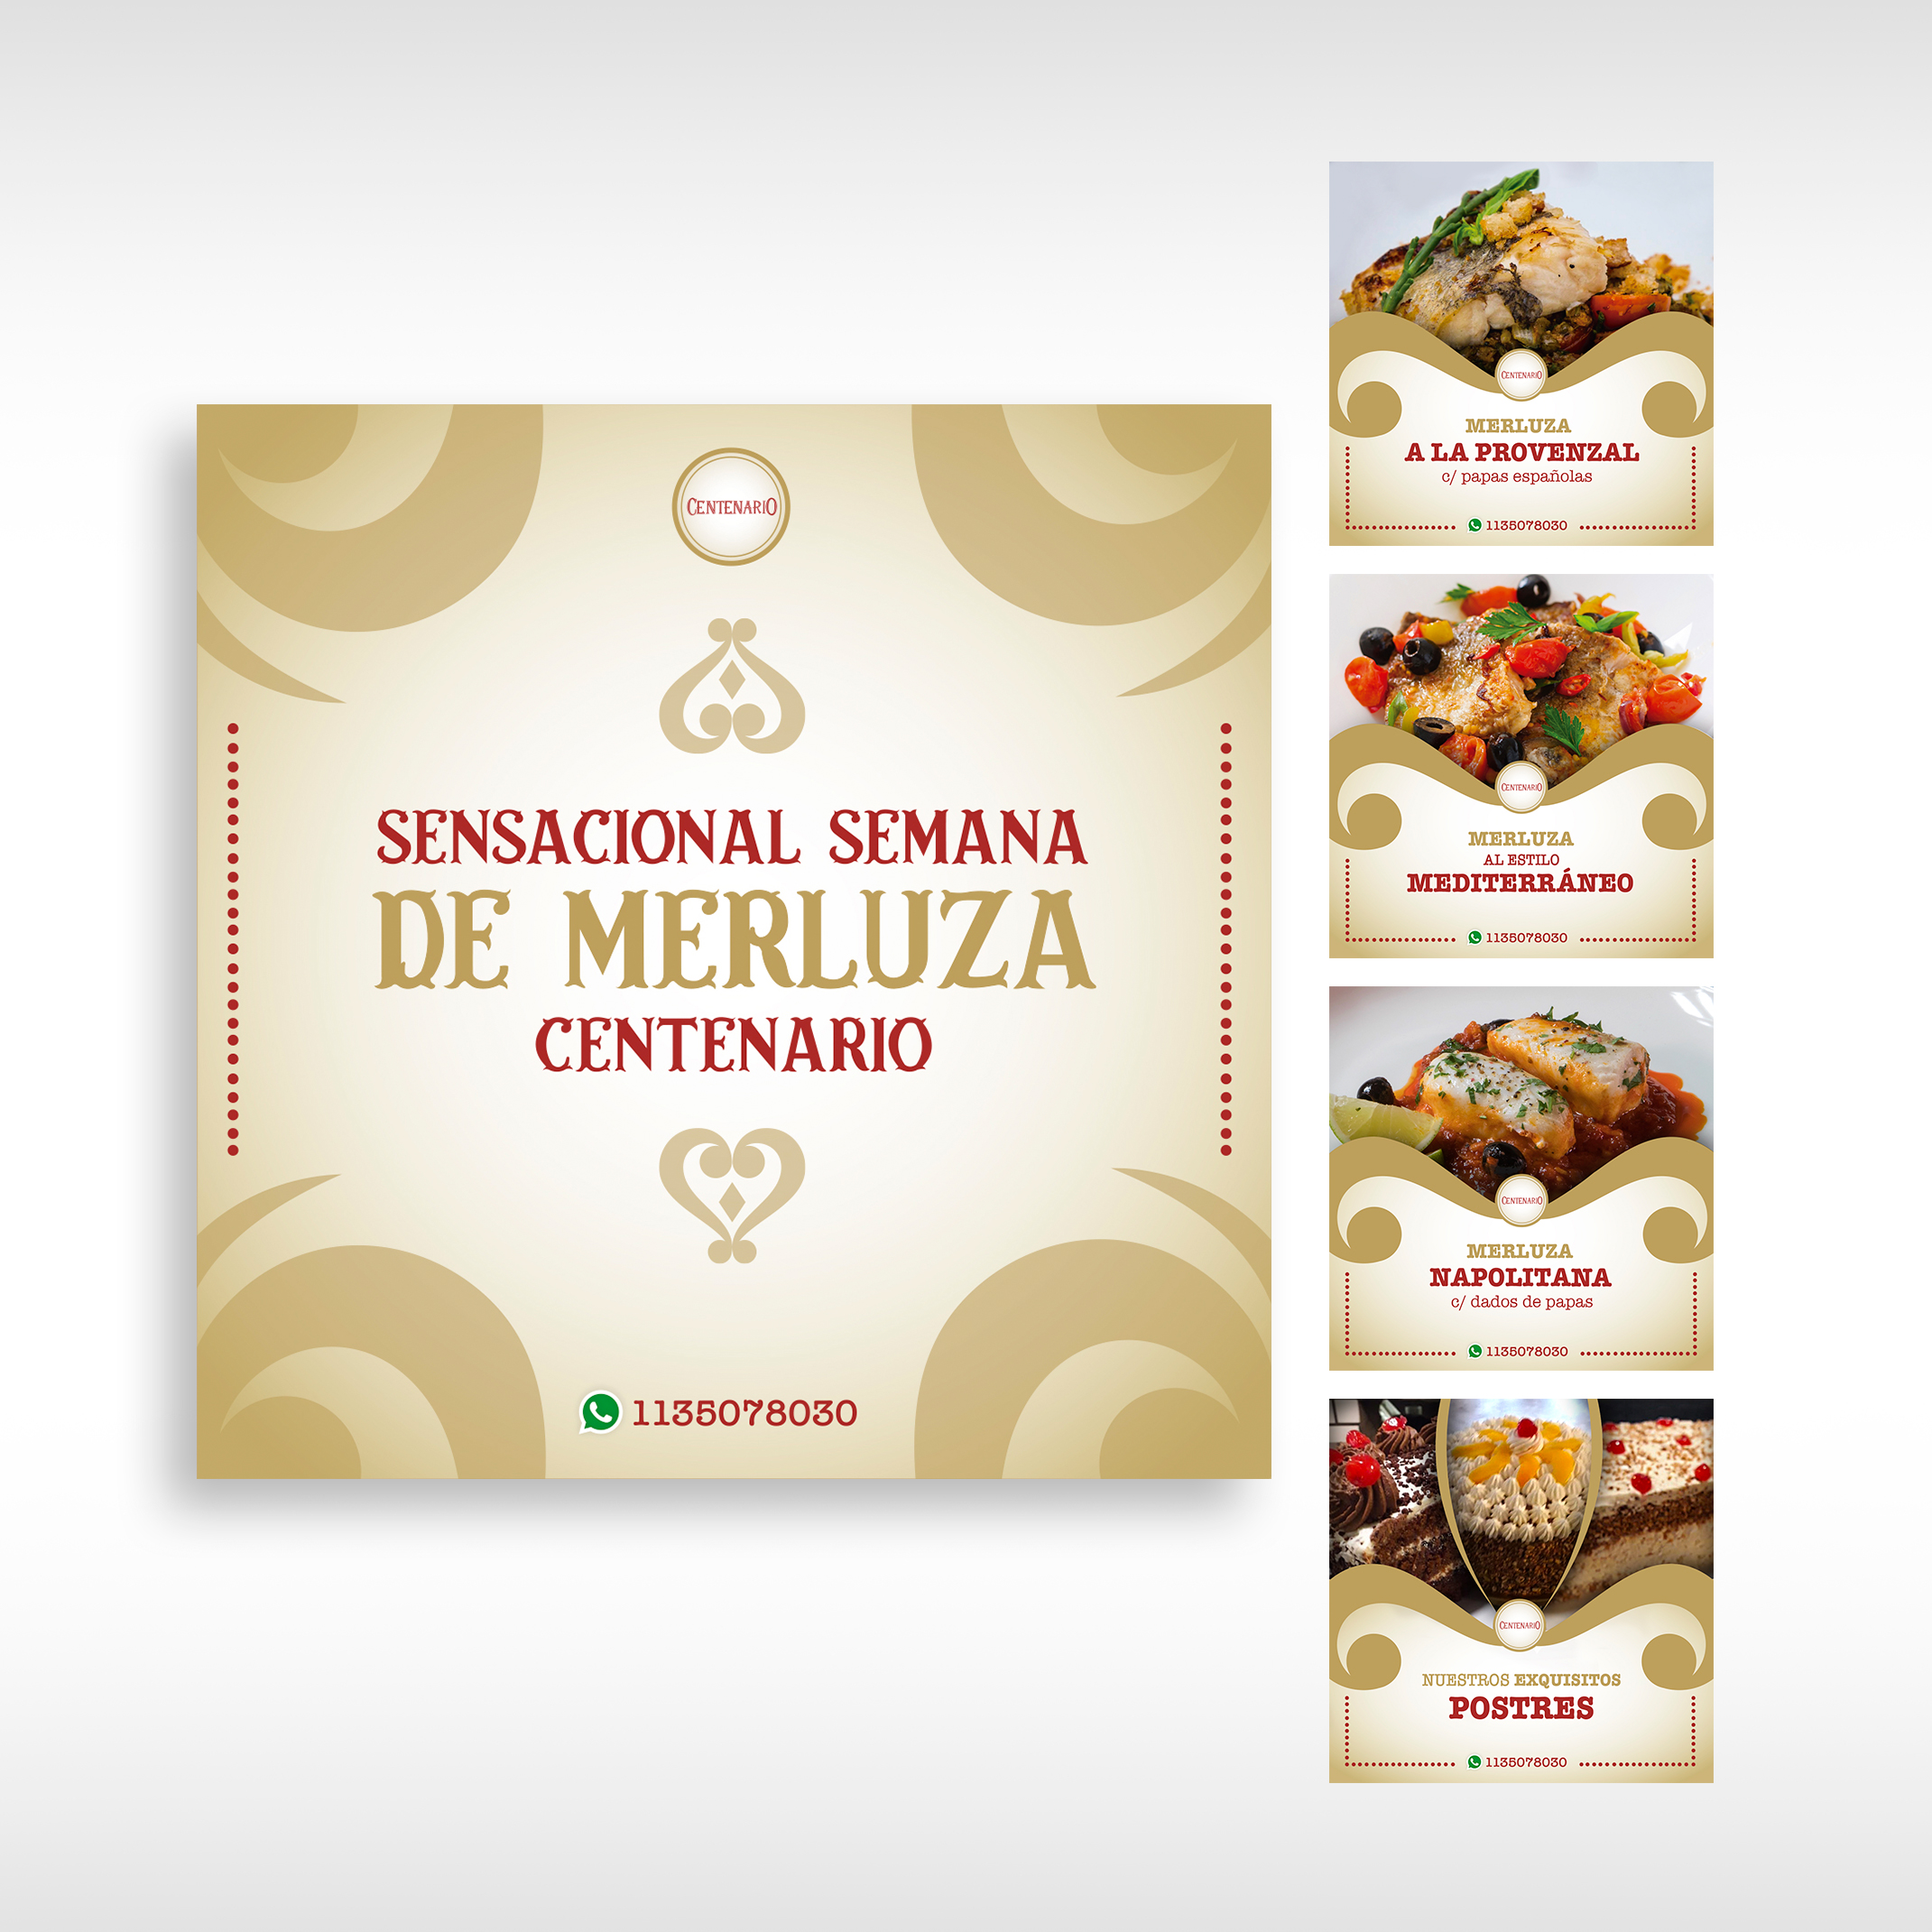 CENTENARIO
SENSACIONAL SEMANA
DE MERLUZA
CENTENARIO
1135078030
CENTENARIO
MERLUZA
A LA PROVENZAL
c/ papas españolas
1135078030
CENTENARIO
MERLUZA
AL ESTILO
MEDITERRÁNEO
1135078030
CENTENARIO
MERLUZA
NAPOLITANA
c/ dados de papas
1135078030
CENTENARIO
NUESTROS EXQUISITOS
POSTRES
1135078030